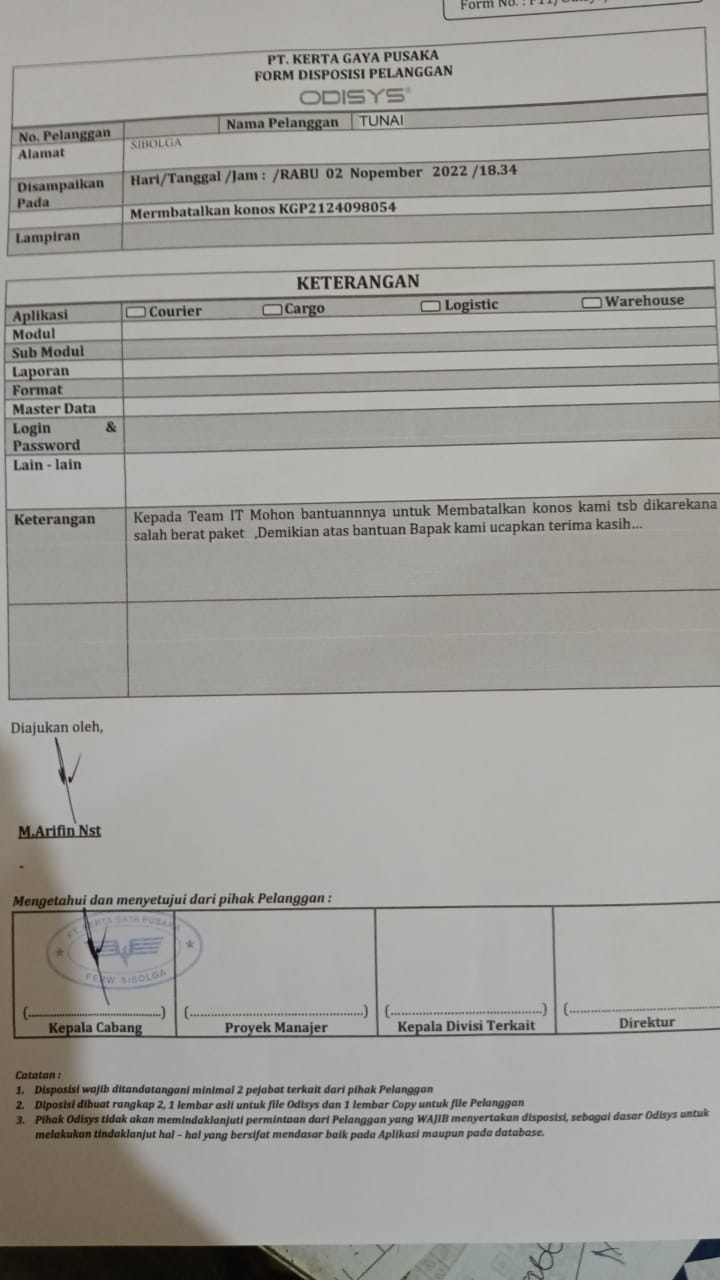 Form No. :
PT. KERTA GAYA PUSAKA
FORM DISPOSISI PELANGGAN
ODISYS®
No. Pelanggan Nama Pelanggan TUNAI
Alamat SIBOLGA
Disampaikan Pada Hari/Tanggal /Jam : /RABU 02 Nopember 2022 /18.34
Mermbatalkan konos KGP2124098054
Lampiran
KETERANGAN
Aplikasi Courier Cargo Logistic Warehouse
Modul
Sub Modul
Laporan
Format
Master Data
Login &
Password
Lain - lain
Keterangan Kepada Team IT Mohon bantuannnya untuk Membatalkan konos kami tsb dikarekana
salah berat paket ,Demikian atas bantuan Bapak kami ucapkan terima kasih...
Diajukan oleh,
M.Arifin Nst
-
Mengetahui dan menyetujui dari pihak Pelanggan :
PT. KERTA GAYA PUSAKA
PERW SIBOLGA
(..............................) (..............................) (..............................) (..............................
Kepala Cabang Proyek Manajer Kepala Divisi Terkait Direktur
Catatan :
1. Disposisi wajib ditandatangani minimal 2 pejabat terkait dari pihak Pelanggan
2. Diposisi dibuat rangkap 2, 1 lembar asli untuk file Odisys dan 1 lembar Copy untuk file Pelanggan
3. Pihak Odisys tidak akan memindaklanjuti permintaan dari Pelanggan yang WAJIB menyertakan disposisi, sebagai dasar Odisys untuk
melakukan tindaklanjut hal – hal yang bersifat mendasar baik pada Aplikasi maupun pada database.